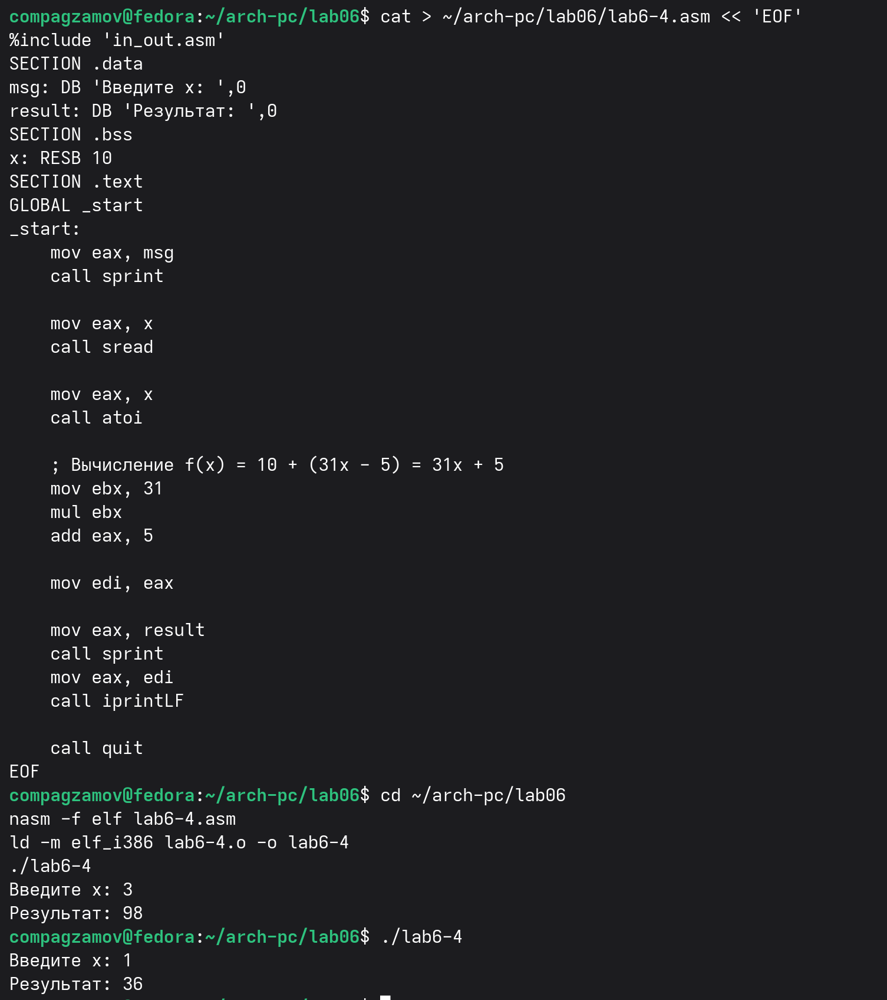 compagzamov@fedora:~/arch-pc/lab06$ cat > ~/arch-pc/lab06/lab6-4.asm << 'EOF'
%include 'in_out.asm'
SECTION .data
msg: DB 'Введите x: ',0
result: DB 'Результат: ',0
SECTION .bss
x: RESB 10
SECTION .text
GLOBAL _start
_start:
    mov eax, msg
    call sprint

    mov eax, x
    call sread

    mov eax, x
    call atoi

    ; Вычисление f(x) = 10 + (31x - 5) = 31x + 5
    mov ebx, 31
    mul ebx
    add eax, 5

    mov edi, eax

    mov eax, result
    call sprint
    mov eax, edi
    call iprintLF

    call quit
EOF
compagzamov@fedora:~/arch-pc/lab06$ cd ~/arch-pc/lab06
nasm -f elf lab6-4.asm
ld -m elf_i386 lab6-4.o -o lab6-4
./lab6-4
Введите x: 3
Результат: 98
compagzamov@fedora:~/arch-pc/lab06$ ./lab6-4
Введите x: 1
Результат: 36